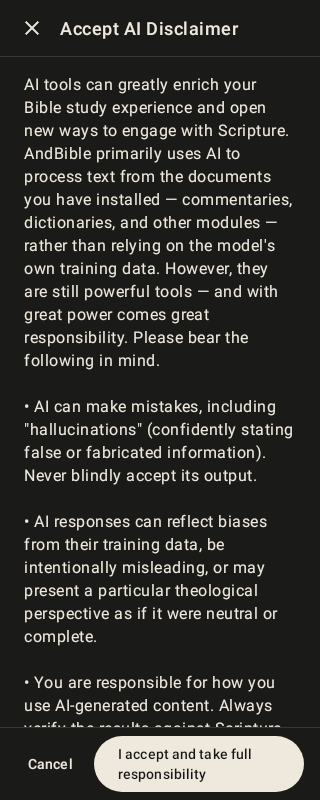 Accept AI Disclaimer
AI tools can greatly enrich your
Bible study experience and open
new ways to engage with Scripture.
AndBible primarily uses AI to
process text from the documents
you have installed — commentaries,
dictionaries, and other modules —
rather than relying on the model's
own training data. However, they
are still powerful tools — and with
great power comes great
responsibility. Please bear the
following in mind.
• AI can make mistakes, including
"hallucinations" (confidently stating
false or fabricated information).
Never blindly accept its output.
• AI responses can reflect biases
from their training data, be
intentionally misleading, or may
present a particular theological
perspective as if it were neutral or
complete.
• You are responsible for how you
use AI-generated content. Always
verify the results against Scripture
Cancel
I accept and take full
responsibility